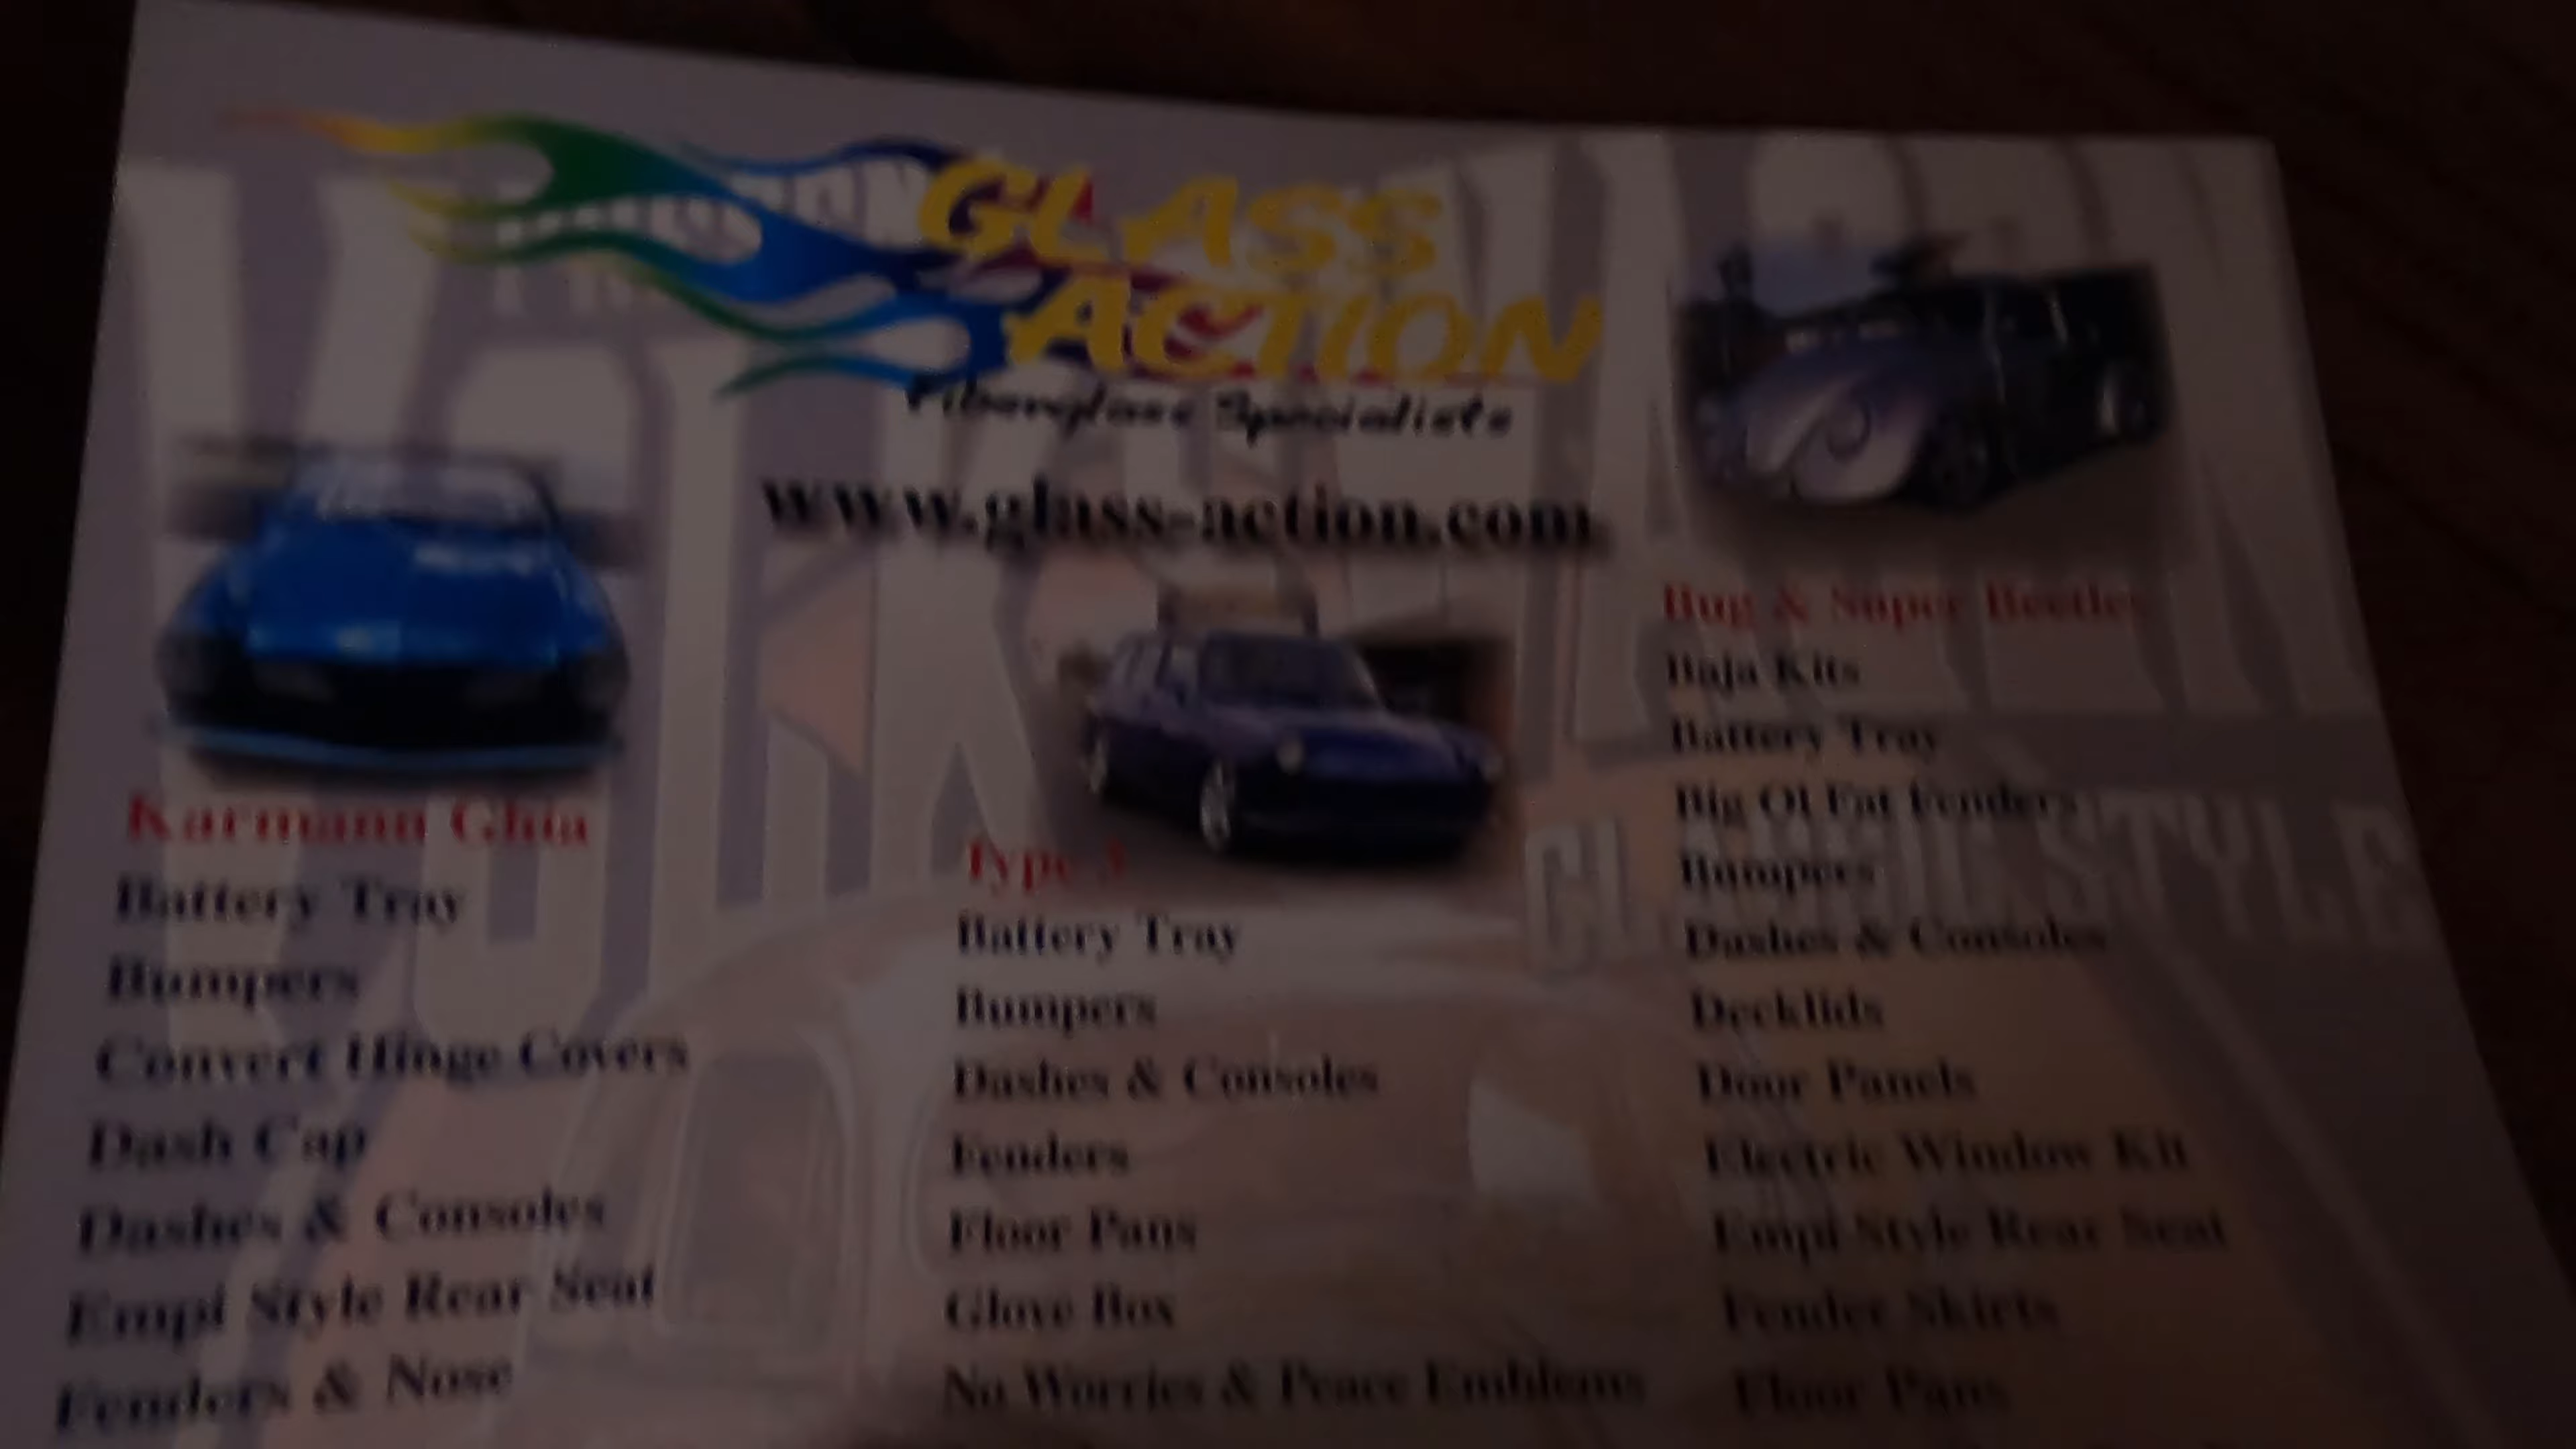 GLASS
ACTION
Fiberglass Specialists
www.glass-action.com
Karmann Ghia
Battery Tray
Bumpers
Convert Hinge Covers
Dash Cap
Dashes & Consoles
Empi Style Rear Seat
Fenders & Nose
Type 3
Battery Tray
Bumpers
Dashes & Consoles
Fenders
Floor Pans
Glove Box
No Worries & Peace Emblems
Bug & Super Beetles
Baja Kits
Battery Tray
Big Ol Fat Fenders
Bumpers
Dashes & Consoles
Decklids
Door Panels
Electric Window Kit
Empi Style Rear Seat
Fender Skirts
Floor Pans
CLASSIC STYLE